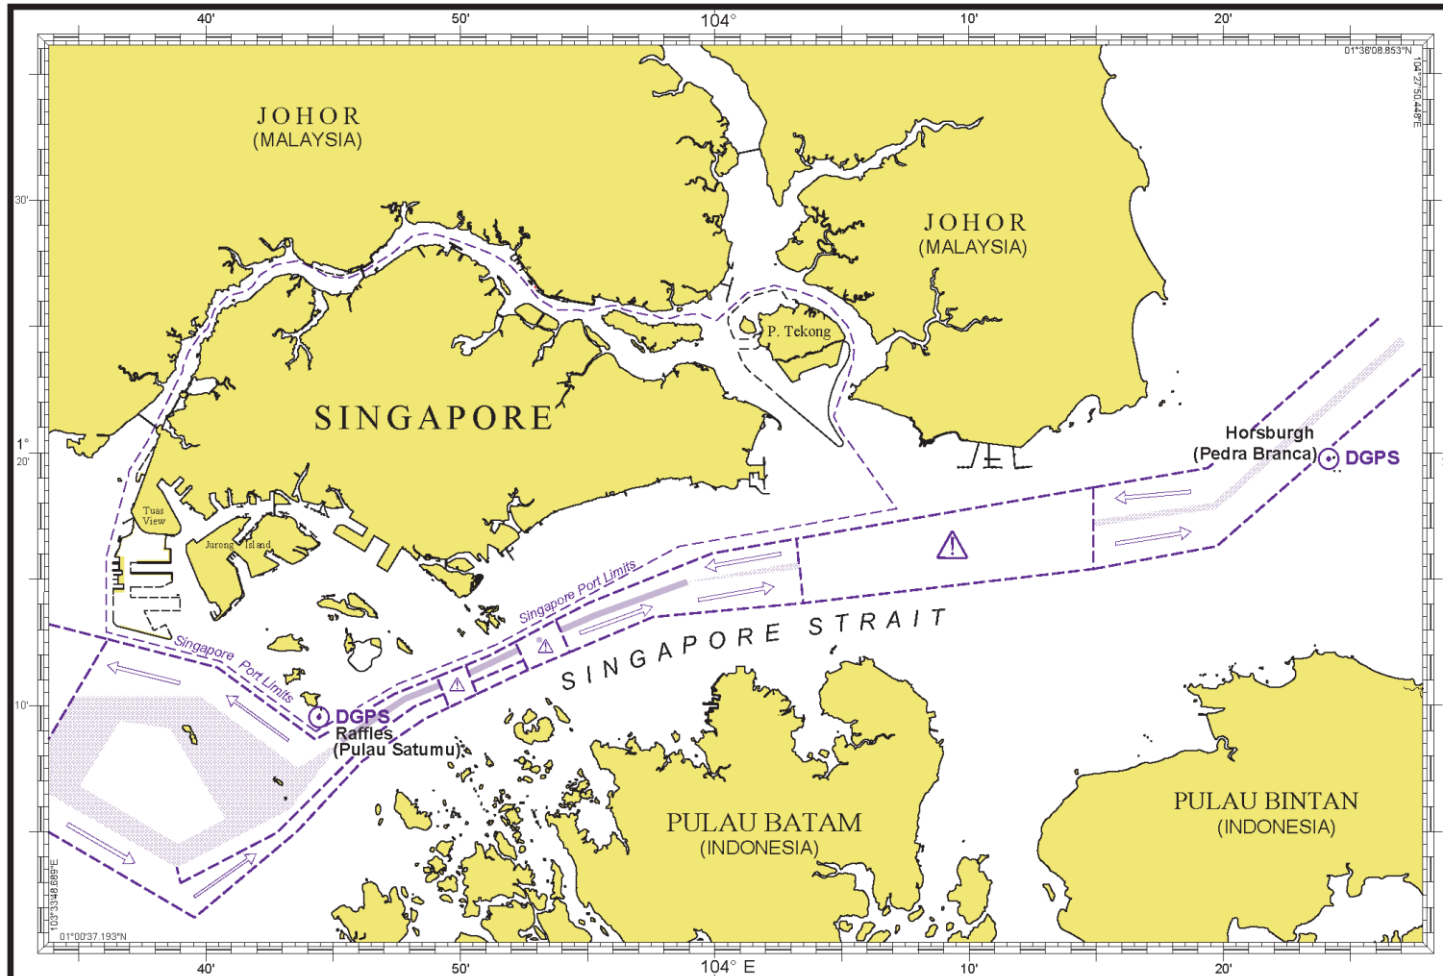 40'
50'
104°
10'
20'
01°36'08.853"N
104°27'50.448"E
JOHOR
(MALAYSIA)
30'
JOHOR
(MALAYSIA)
P. Tekong
SINGAPORE
1°
20'
Horsburgh
(Pedra Branca)
DGPS
Tuas
View
Jurong Island
Singapore Port Limits
SINGAPORE STRAIT
Singapore Port Limits
10'
DGPS
Raffles
(Pulau Satumu)
PULAU BATAM
(INDONESIA)
PULAU BINTAN
(INDONESIA)
103°33'48.689"E
01°00'37.193"N
40'
50'
104° E
10'
20'